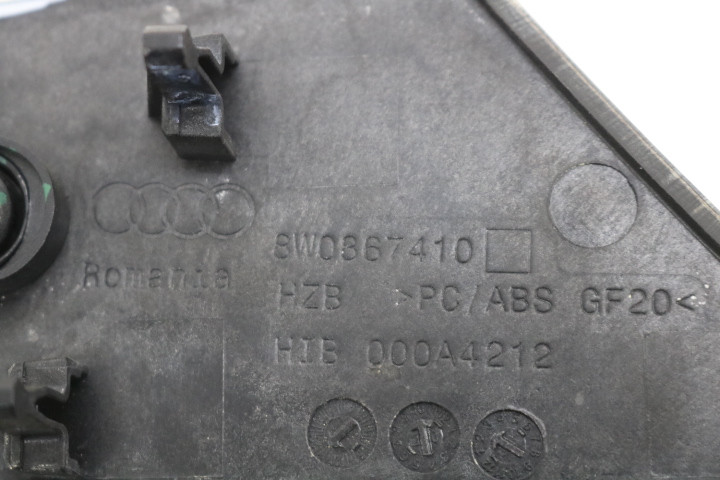 8W0867410
Romania
HZB >PC/ABS GF20<
HIB 000A4212